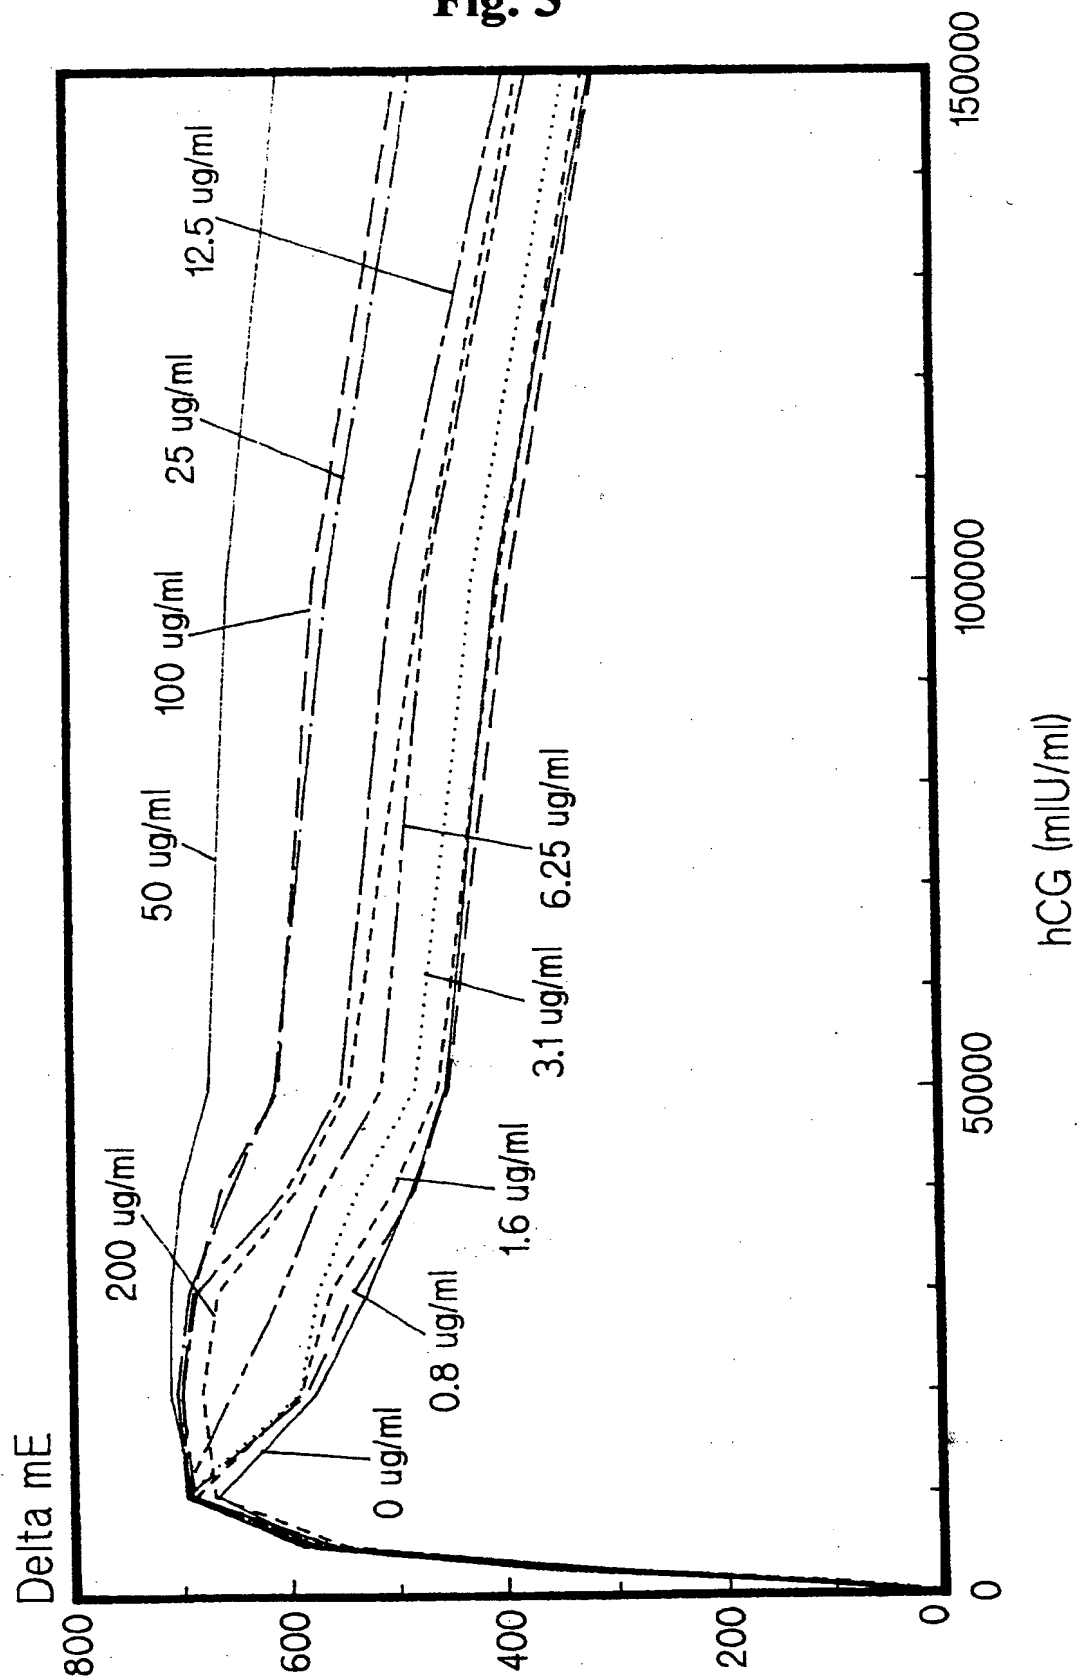 Fig. 5
Delta mE
800
600
400
200
0
0
50000
100000
150000
hCG (mIU/ml)
200 ug/ml
50 ug/ml
100 ug/ml
25 ug/ml
12.5 ug/ml
0 ug/ml
0.8 ug/ml
1.6 ug/ml
3.1 ug/ml
6.25 ug/ml